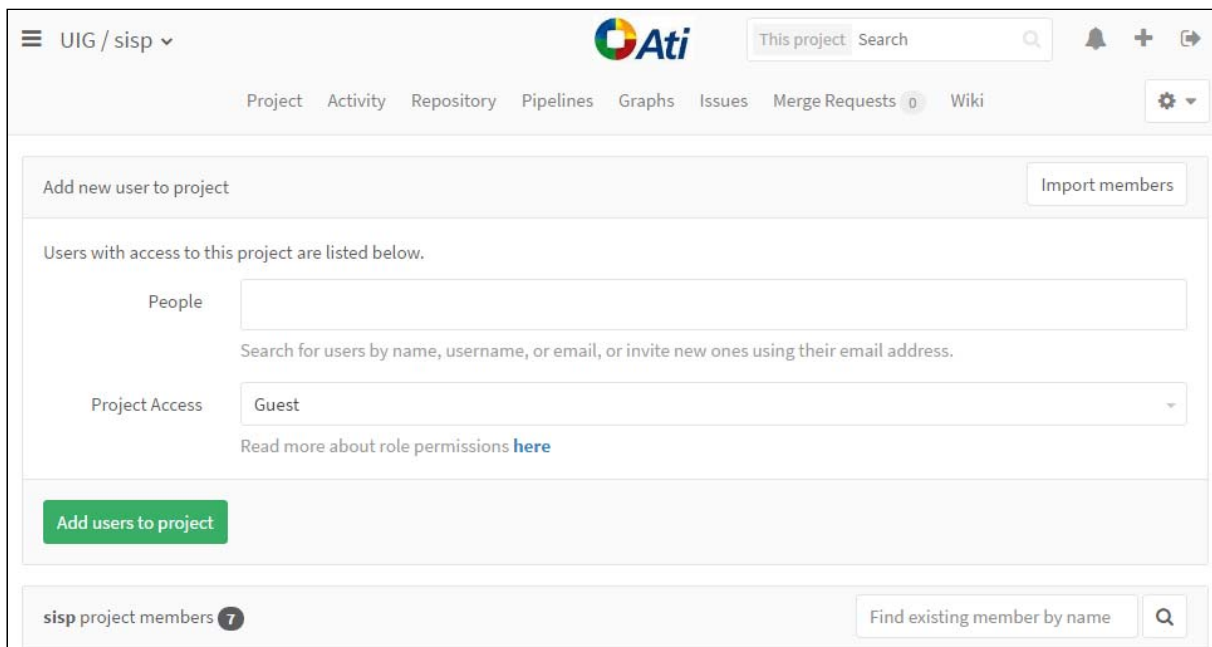 UIG / sisp
Ati
This project Search
Project Activity Repository Pipelines Graphs Issues Merge Requests 0 Wiki
Add new user to project
Import members
Users with access to this project are listed below.
People
Search for users by name, username, or email, or invite new ones using their email address.
Project Access Guest
Read more about role permissions here
Add users to project
sisp project members 7
Find existing member by name